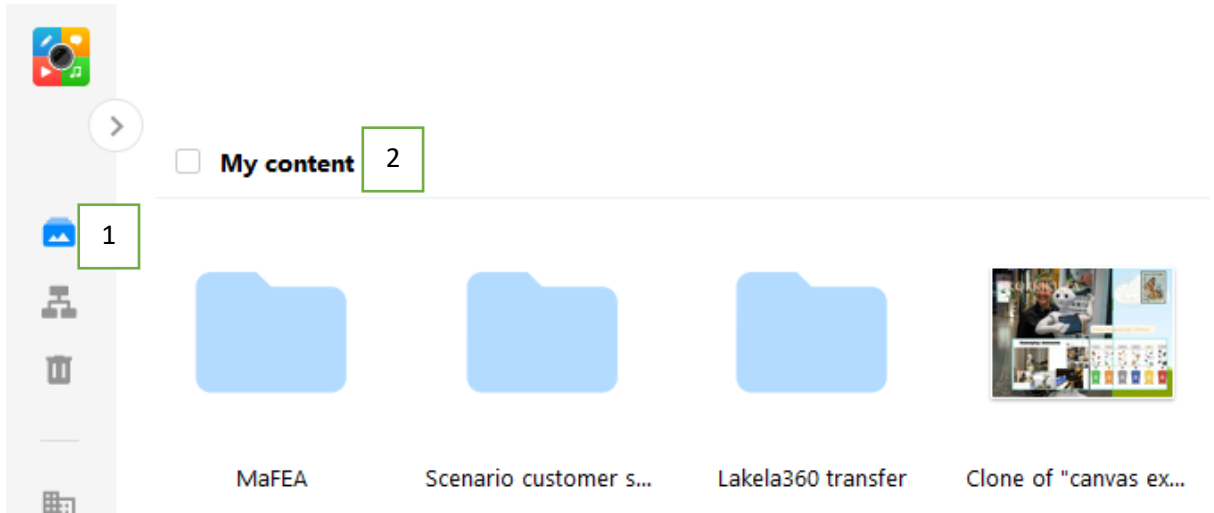 My content
2
1
MaFEA
Scenario customer s...
Lakela360 transfer
Clone of "canvas ex...